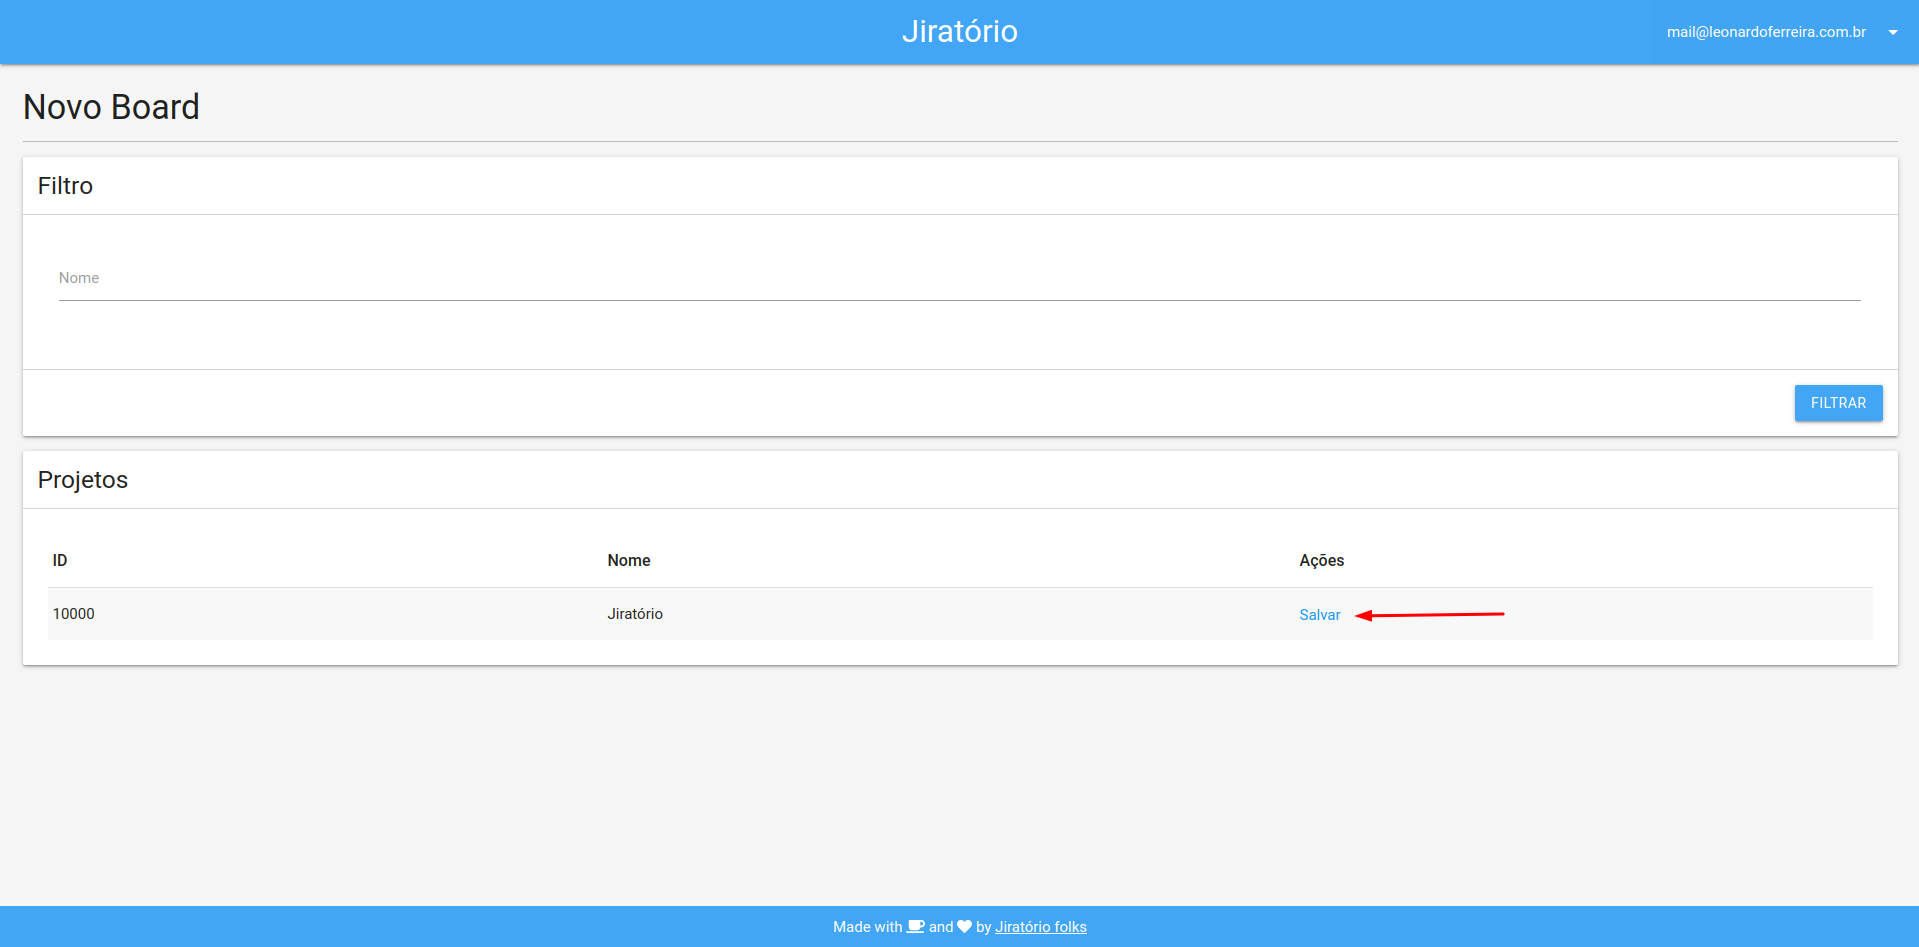 Jiratório
mail@leonardoferreira.com.br
Novo Board
Filtro
Nome
FILTRAR
Projetos
ID Nome Ações
10000 Jiratório Salvar
Made with and by Jiratório folks